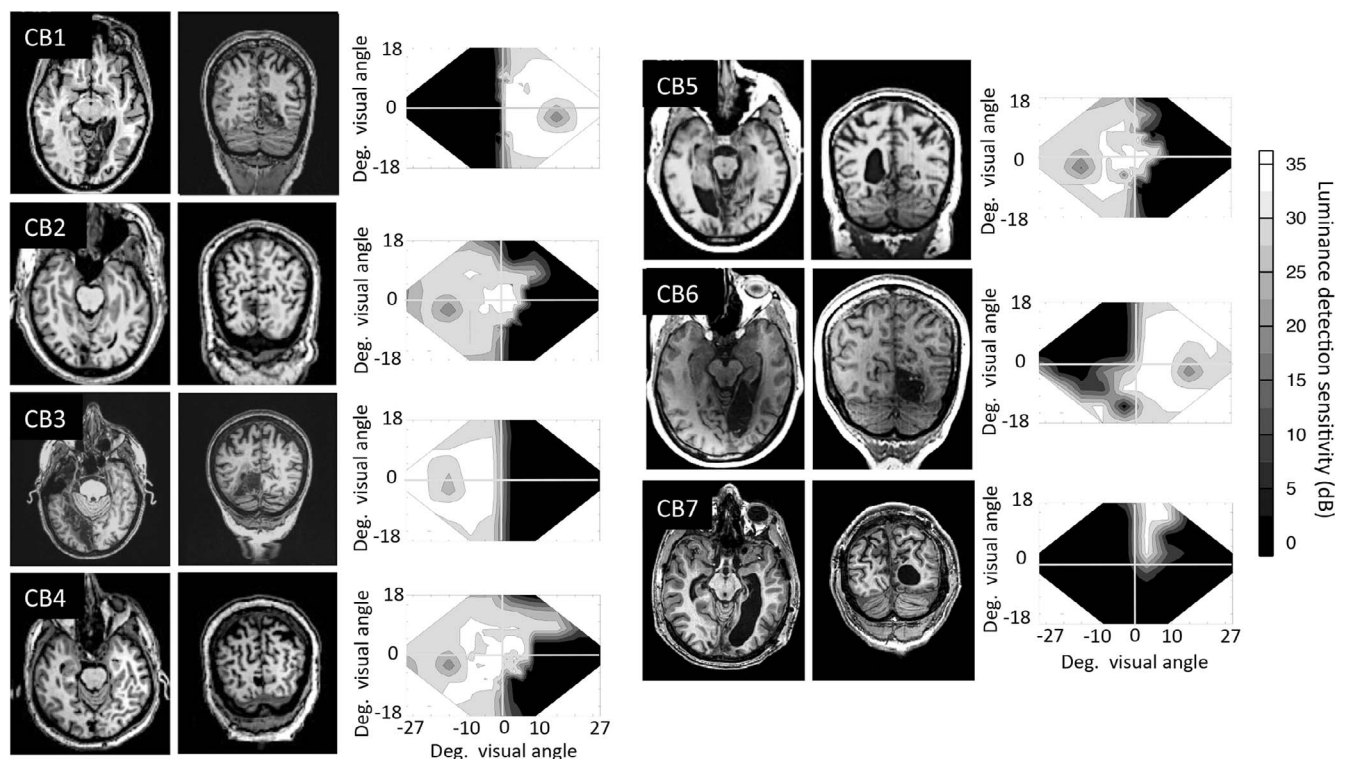 CB1
Deg. visual angle
18
0
-18
CB2
Deg. visual angle
18
0
-18
CB3
Deg. visual angle
18
0
-18
CB4
Deg. visual angle
18
0
-18
-27
-10
0
10
27
Deg. visual angle
CB5
Deg. visual angle
18
0
-18
CB6
Deg. visual angle
18
0
-18
CB7
Deg. visual angle
18
0
-18
-27
-10
0
10
27
Deg. visual angle
35
30
25
20
15
10
5
0
Luminance detection sensitivity (dB)